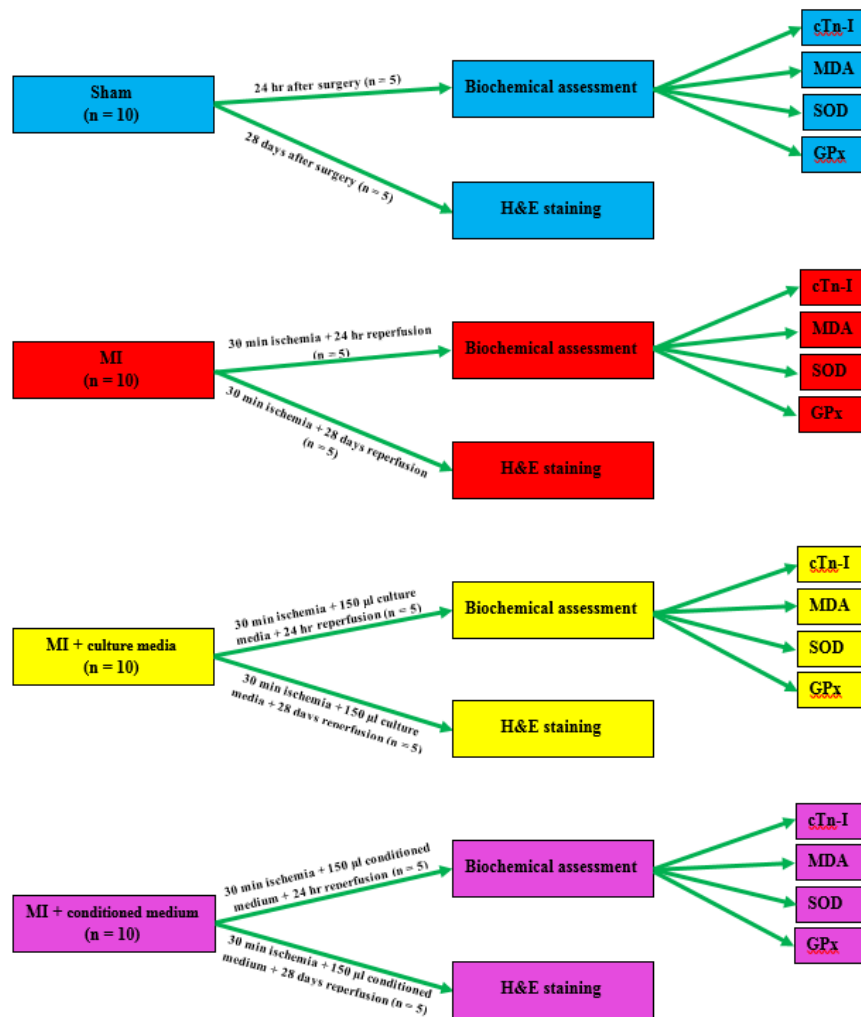 cTn-I
Sham
(n = 10)
24 hr after surgery (n = 5)
Biochemical assessment
MDA
SOD
28 days after surgery (n = 5)
GPx
H&E staining
cTn-I
MI
(n = 10)
30 min ischemia + 24 hr reperfusion
(n = 5)
Biochemical assessment
MDA
SOD
30 min ischemia + 28 days reperfusion
(n = 5)
GPx
H&E staining
cTn-I
MI + culture media
(n = 10)
30 min ischemia + 150 µl culture
media + 24 hr reperfusion (n = 5)
Biochemical assessment
MDA
SOD
30 min ischemia + 150 µl culture
media + 28 days reperfusion (n = 5)
GPx
H&E staining
cTn-I
MI + conditioned medium
(n = 10)
30 min ischemia + 150 µl conditioned
medium + 24 hr reperfusion (n = 5)
Biochemical assessment
MDA
SOD
30 min ischemia + 150 µl conditioned
medium + 28 days reperfusion (n = 5)
GPx
H&E staining